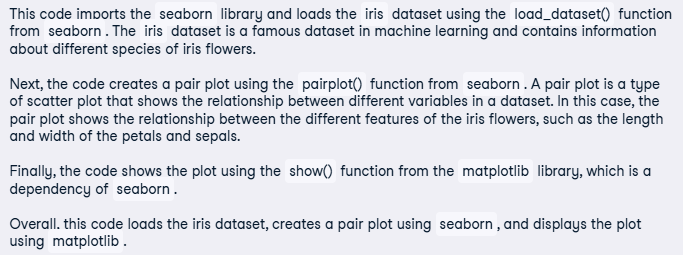 This code imports the seaborn library and loads the iris dataset using the load_dataset() function
from seaborn . The iris dataset is a famous dataset in machine learning and contains information
about different species of iris flowers.
Next, the code creates a pair plot using the pairplot() function from seaborn . A pair plot is a type
of scatter plot that shows the relationship between different variables in a dataset. In this case, the
pair plot shows the relationship between the different features of the iris flowers, such as the length
and width of the petals and sepals.
Finally, the code shows the plot using the show() function from the matplotlib library, which is a
dependency of seaborn .
Overall. this code loads the iris dataset, creates a pair plot using seaborn , and displays the plot
using matplotlib .